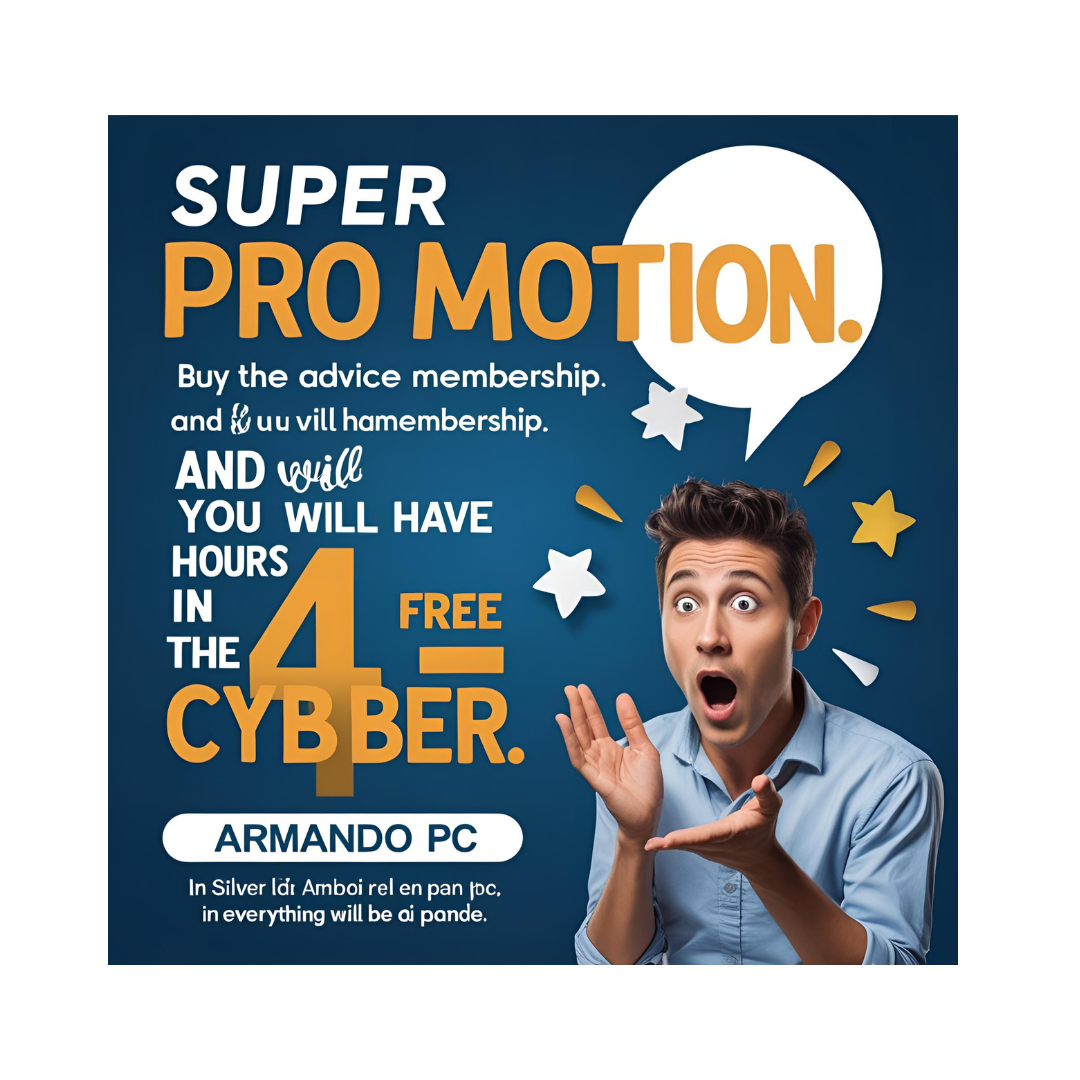 SUPER
PRO MOTION.
Buy the advice membership.
and uu vill hamembership.
AND will
YOU WILL HAVE
HOURS
IN
THE
4
FREE
CYBBER.
ARMANDO PC
In Silver Amboi rel en pan
in everything will be ai pande.